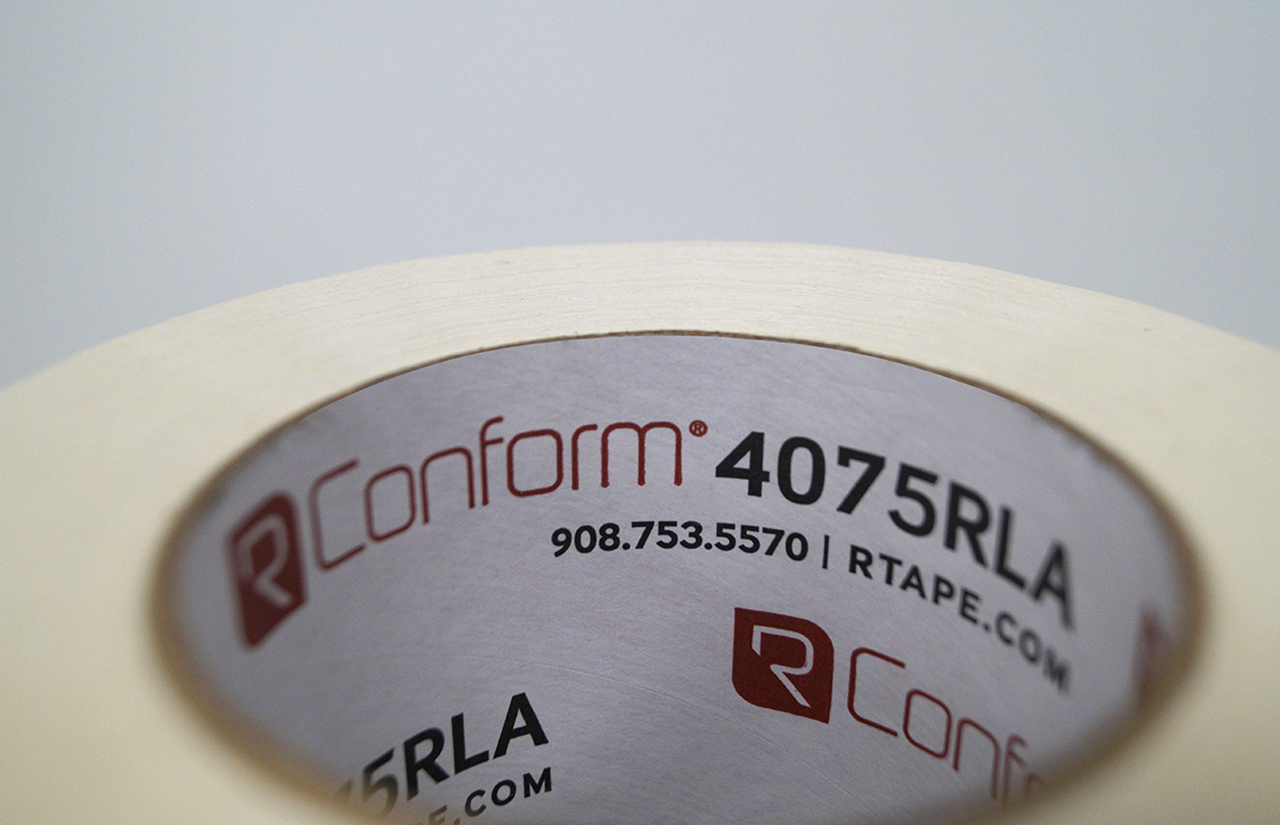 R Conform® 4075RLA
908.753.5570 | RTAPE.COM
R Conf
75RLA
E.COM